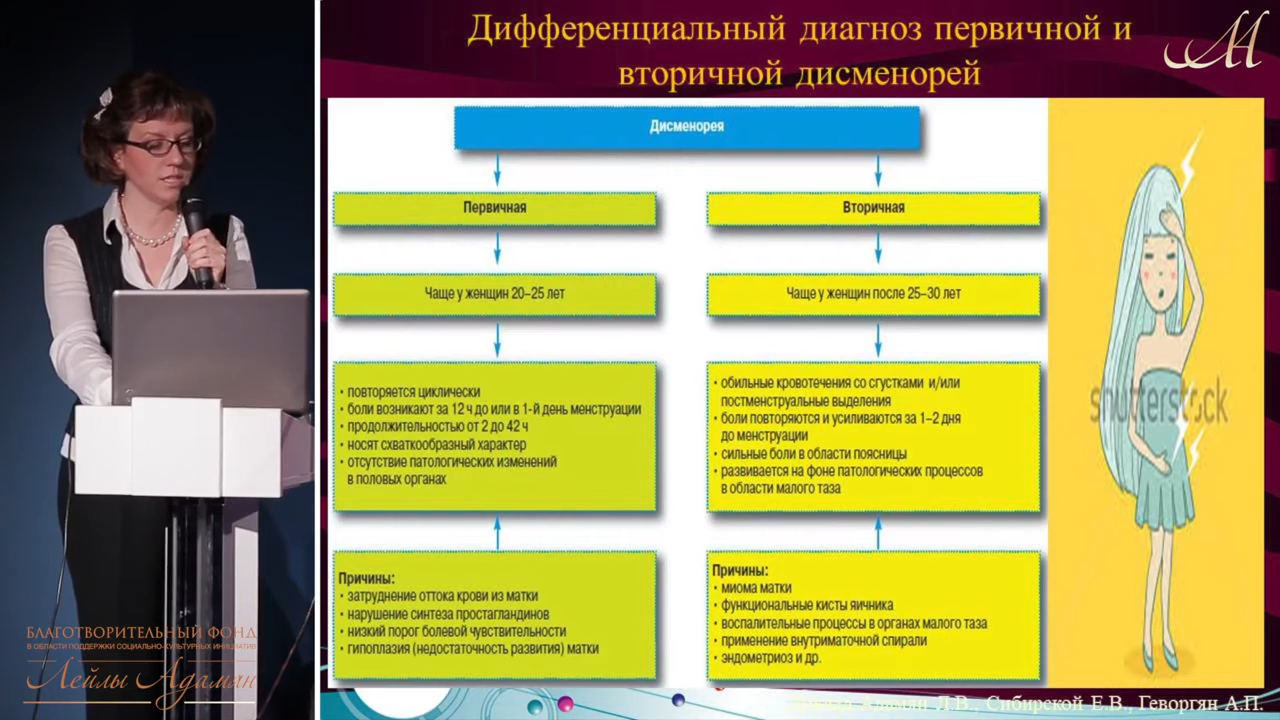 Дифференциальный диагноз первичной и
вторичной дисменорей
Дисменорея
Первичная
Вторичная
Чаще у женщин 20–25 лет
Чаще у женщин после 25–30 лет
• повторяется циклически
• боли возникают за 12 ч до или в 1-й день менструации
• продолжительностью от 2 до 42 ч
• носят схваткообразный характер
• отсутствие патологических изменений
в половых органах
• обильные кровотечения со сгустками и/или
постменструальные выделения
• боли повторяются и усиливаются за 1–2 дня
до менструации
• сильные боли в области поясницы
• развивается на фоне патологических процессов
в области малого таза
Причины:
• затруднение оттока крови из матки
• нарушение синтеза простагландинов
• низкий порог болевой чувствительности
• гипоплазия (недостаточность развития) матки
Причины:
• миома матки
• функциональные кисты яичника
• воспалительные процессы в органах малого таза
• применение внутриматочной спирали
• эндометриоз и др.
shutterstock
БЛАГОТВОРИТЕЛЬНЫЙ ФОНД
В ОБЛАСТИ ПОДДЕРЖКИ СОЦИАЛЬНО-КУЛЬТУРНЫХ ИНИЦИАТИВ
Лейлы Адамян
Л.В., Сибирской Е.В., Геворгян А.П.